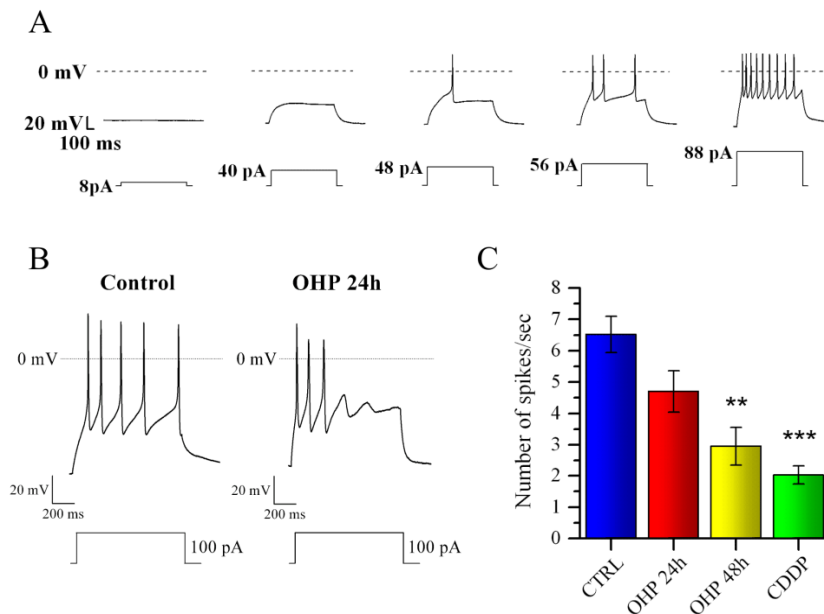 A
0 mV
20 mV
100 ms
8pA
40 pA
48 pA
56 pA
88 pA
B
Control
OHP 24h
0 mV
0 mV
20 mV
200 ms
20 mV
200 ms
100 pA
100 pA
C
Number of spikes/sec
8
7
6
5
4
3
2
1
0
**
***
CTRL
OHP 24h
OHP 48h
CDDP